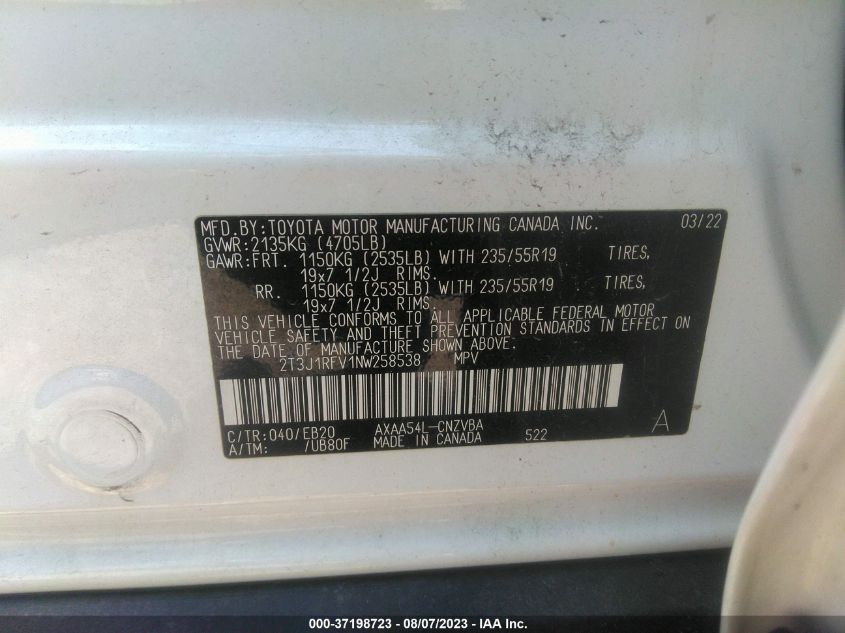 MFD.BY:TOYOTA MOTOR MANUFACTURING CANADA INC. 03/22
GVWR:2135KG (4705LB)
GAWR:FRT. 1150KG (2535LB) WITH 235/55R19 TIRES,
19x7 1/2J RIMS.
RR. 1150KG (2535LB) WITH 235/55R19 TIRES,
19x7 1/2J RIMS.
THIS VEHICLE CONFORMS TO ALL APPLICABLE FEDERAL MOTOR
VEHICLE SAFETY AND THEFT PREVENTION STANDARDS IN EFFECT ON
THE DATE OF MANUFACTURE SHOWN ABOVE.
2T3J1RFV1NW258538 MPV
C/TR:040/EB20 AXAA54L-CNZVBA A
A/TM: /UB80F MADE IN CANADA 522
000-37198723 - 08/07/2023 - © IAA Inc.